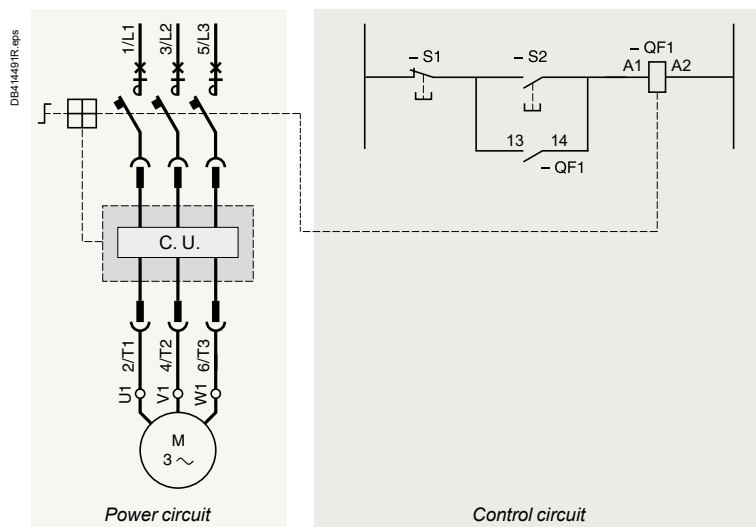 DB414491R.eps
1/L1
3/L2
5/L3
C. U.
2/T1
4/T2
6/T3
U1
V1
W1
M
3 ~
Power circuit
– S1
– S2
– QF1
A1
A2
13
14
– QF1
Control circuit